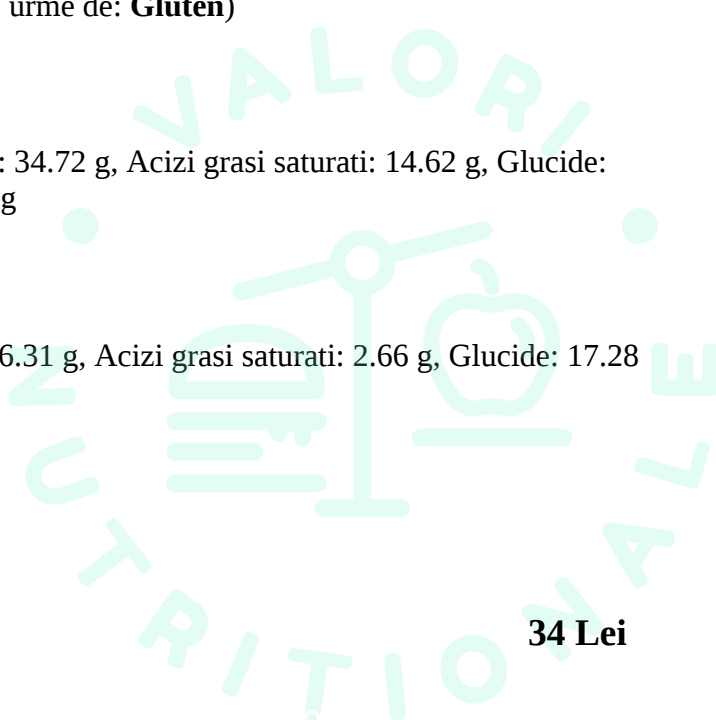 urme de: Gluten)
VALORI
: 34.72 g, Acizi grasi saturati: 14.62 g, Glucide:
g
6.31 g, Acizi grasi saturati: 2.66 g, Glucide: 17.28
NUTRITIONALE
34 Lei